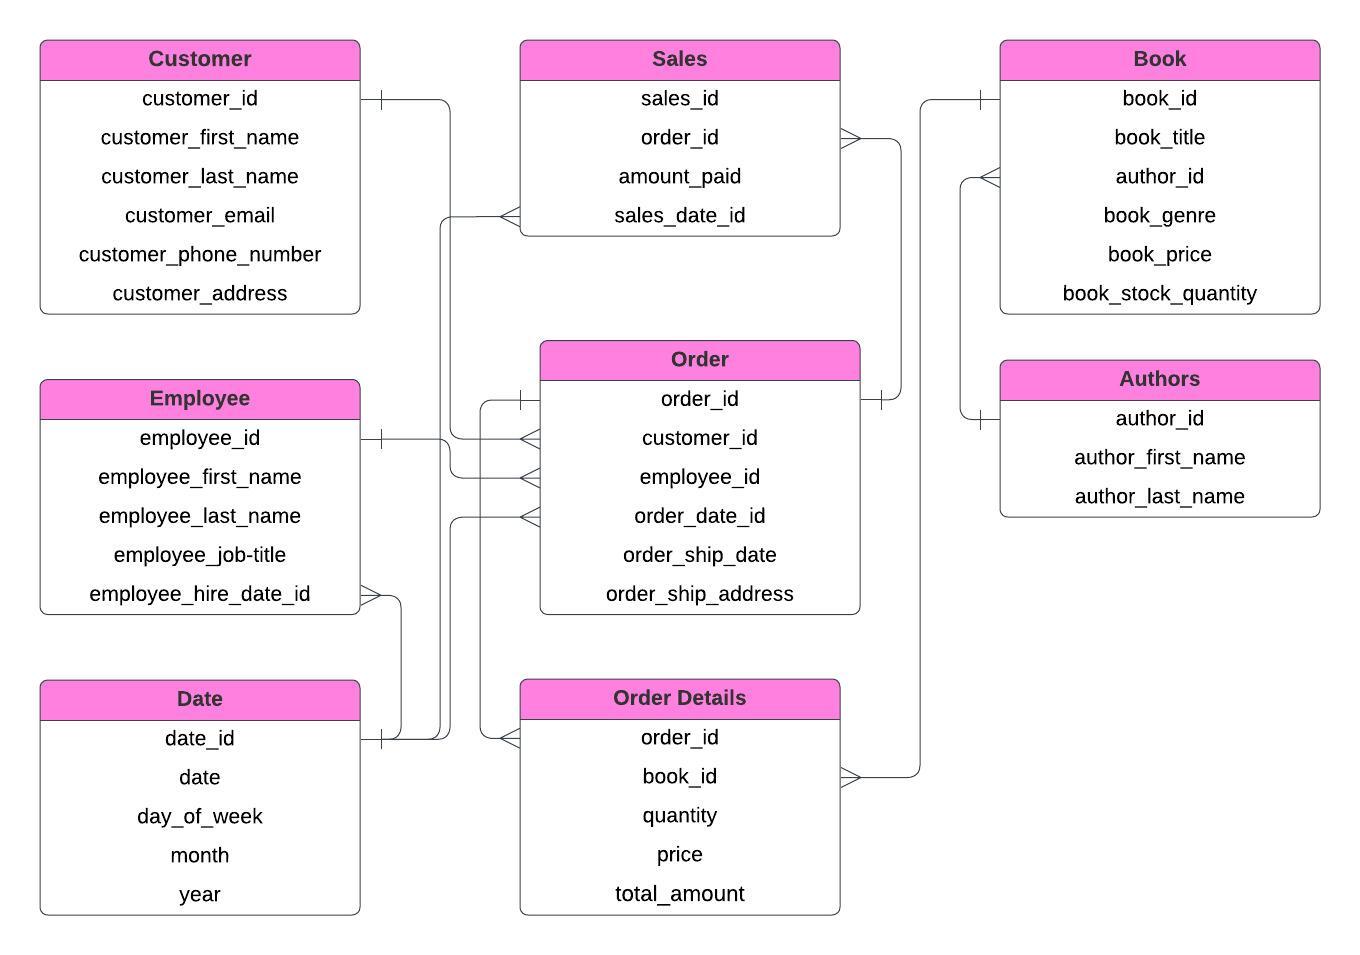 Customer
customer_id
customer_first_name
customer_last_name
customer_email
customer_phone_number
customer_address
Sales
sales_id
order_id
amount_paid
sales_date_id
Book
book_id
book_title
author_id
book_genre
book_price
book_stock_quantity
Employee
employee_id
employee_first_name
employee_last_name
employee_job-title
employee_hire_date_id
Order
order_id
customer_id
employee_id
order_date_id
order_ship_date
order_ship_address
Authors
author_id
author_first_name
author_last_name
Date
date_id
date
day_of_week
month
year
Order Details
order_id
book_id
quantity
price
total_amount